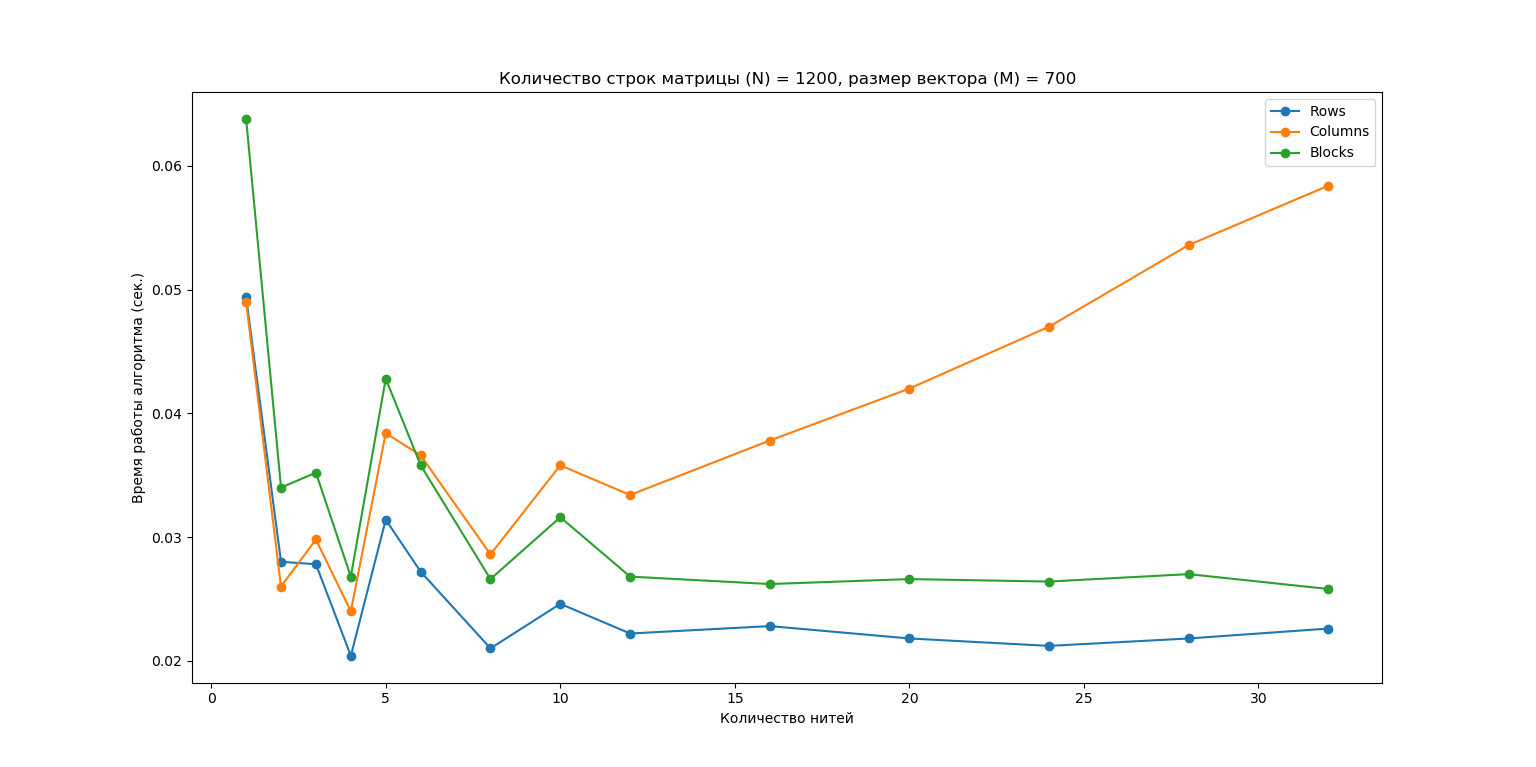 Количество строк матрицы (N) = 1200, размер вектора (M) = 700
Rows
Columns
Blocks
Время работы алгоритма (сек.)
0.06
0.05
0.04
0.03
0.02
0 5 10 15 20 25 30
Количество нитей